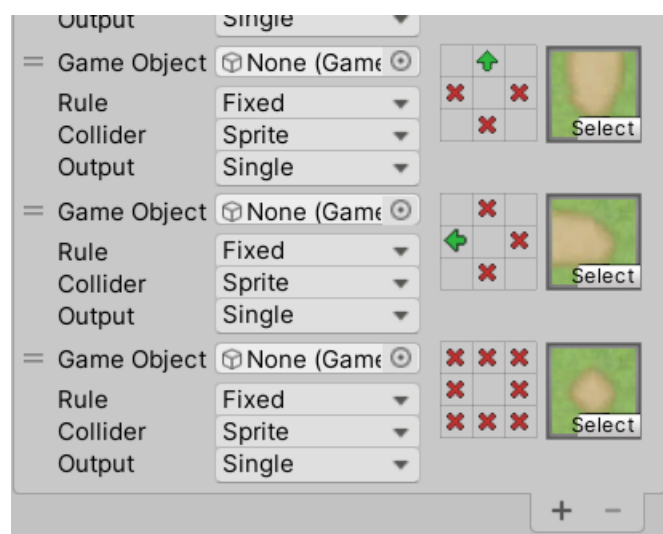 Output Single
Game Object None (Game
Rule Fixed
Collider Sprite
Output Single
Select
Game Object None (Game
Rule Fixed
Collider Sprite
Output Single
Select
Game Object None (Game
Rule Fixed
Collider Sprite
Output Single
Select
+ −